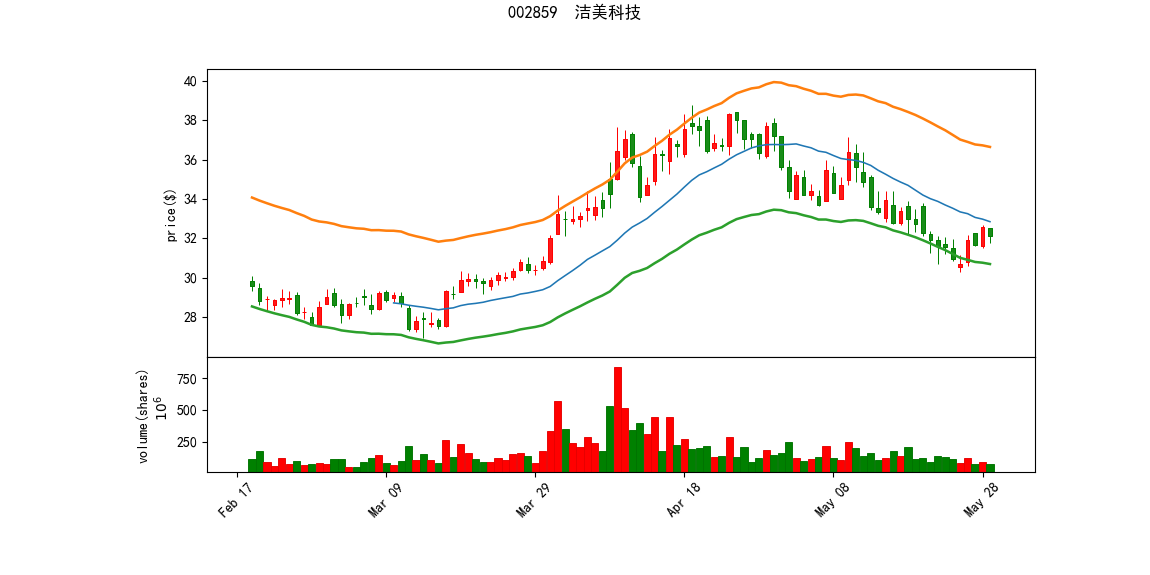 002859 洁美科技
40
38
36
34
32
30
28
price($)
750
500
250
volume(shares)
10^6
Feb 17
Mar 09
Mar 29
Apr 18
May 08
May 28